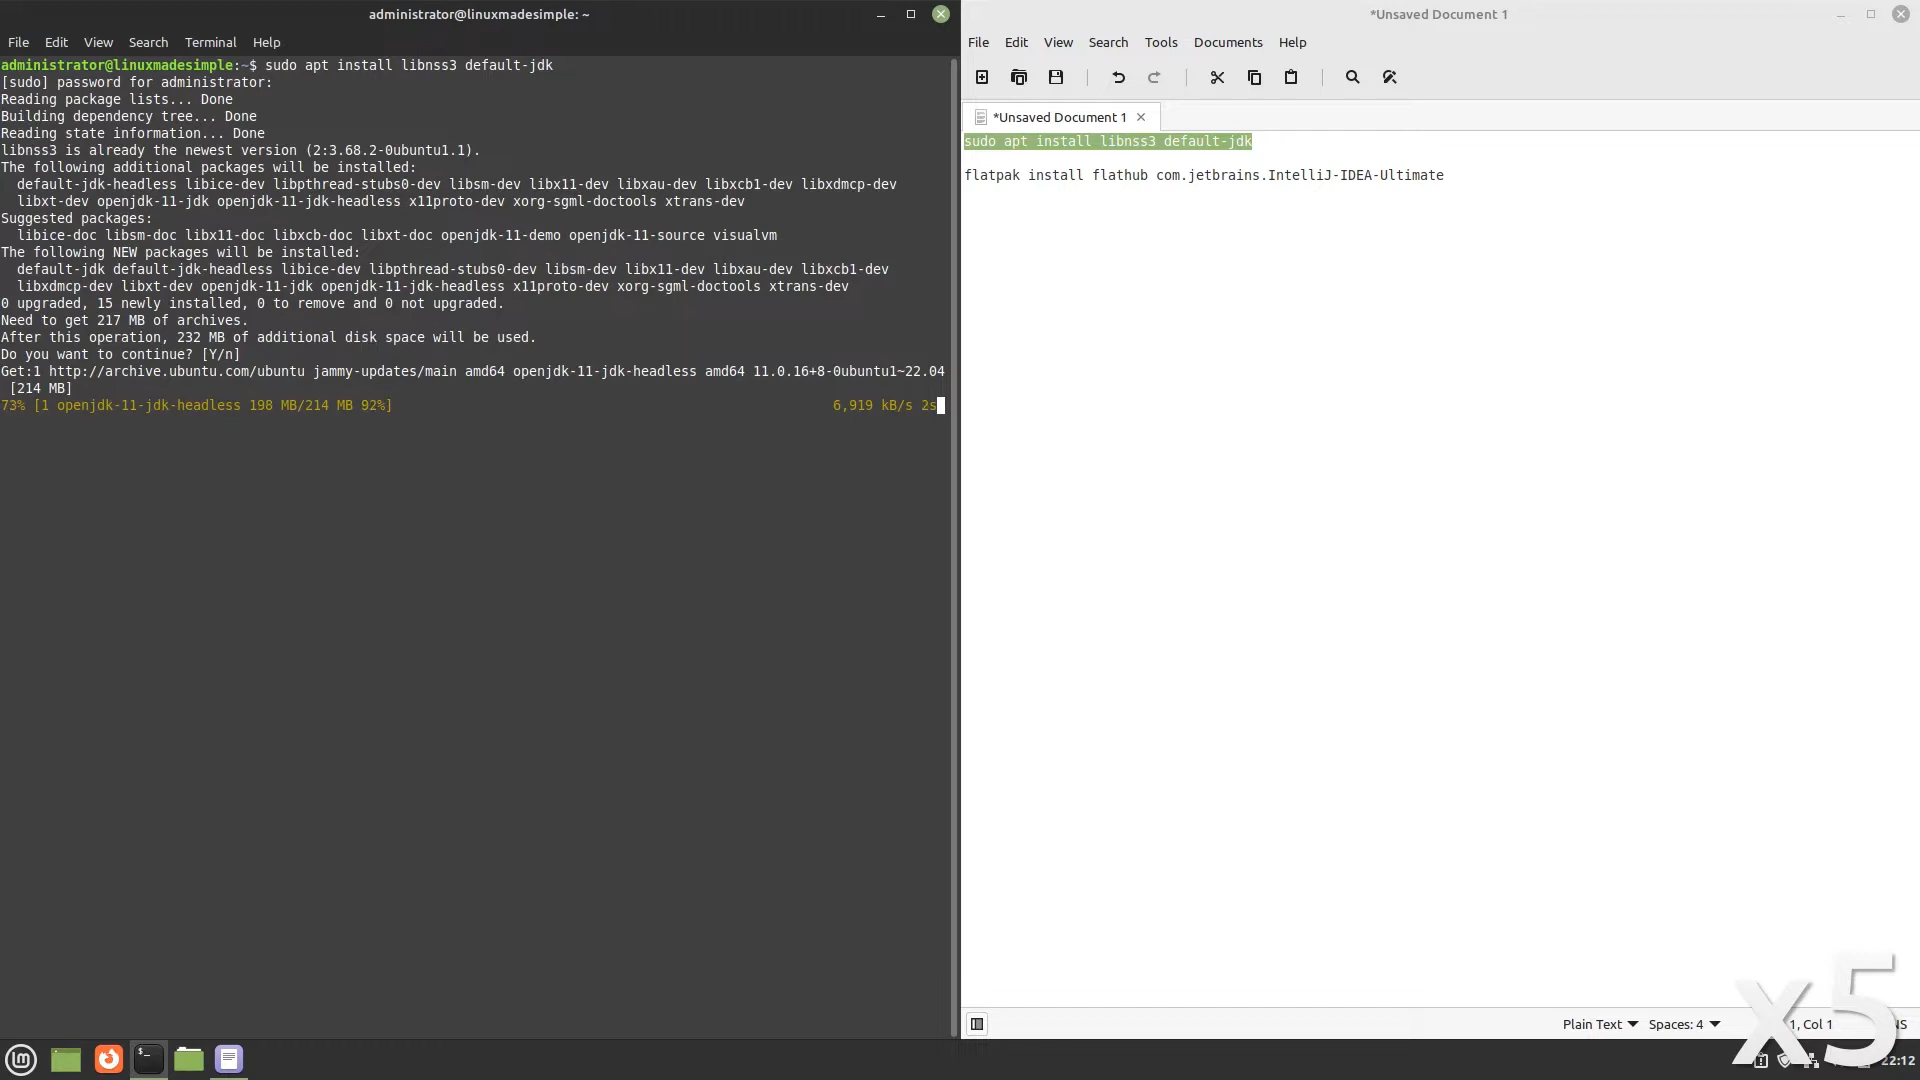 administrator@linuxmadesimple: ~
File Edit View Search Terminal Help
administrator@linuxmadesimple:~$ sudo apt install libnss3 default-jdk
[sudo] password for administrator:
Reading package lists... Done
Building dependency tree... Done
Reading state information... Done
libnss3 is already the newest version (2:3.68.2-0ubuntu1.1).
The following additional packages will be installed:
default-jdk-headless libice-dev libpthread-stubs0-dev libsm-dev libx11-dev libxau-dev libxcb1-dev libxdmcp-dev
libxt-dev openjdk-11-jdk openjdk-11-jdk-headless x11proto-dev xorg-sgml-doctools xtrans-dev
Suggested packages:
libice-doc libsm-doc libx11-doc libxcb-doc libxt-doc openjdk-11-demo openjdk-11-source visualvm
The following NEW packages will be installed:
default-jdk default-jdk-headless libice-dev libpthread-stubs0-dev libsm-dev libx11-dev libxau-dev libxcb1-dev
libxdmcp-dev libxt-dev openjdk-11-jdk openjdk-11-jdk-headless x11proto-dev xorg-sgml-doctools xtrans-dev
0 upgraded, 15 newly installed, 0 to remove and 0 not upgraded.
Need to get 217 MB of archives.
After this operation, 232 MB of additional disk space will be used.
Do you want to continue? [Y/n]
Get:1 http://archive.ubuntu.com/ubuntu jammy-updates/main amd64 openjdk-11-jdk-headless amd64 11.0.16+8-0ubuntu1~22.04
[214 MB]
73% [1 openjdk-11-jdk-headless 198 MB/214 MB 92%] 6,919 kB/s 2s
*Unsaved Document 1
File Edit View Search Tools Documents Help
*Unsaved Document 1
sudo apt install libnss3 default-jdk
flatpak install flathub com.jetbrains.IntelliJ-IDEA-Ultimate
Plain Text Spaces: 4 1, Col 1
x5
22:12